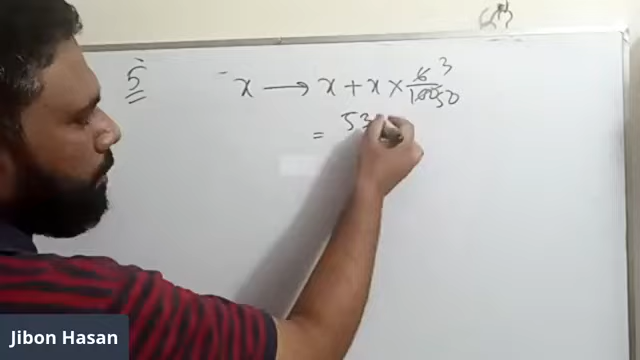 5
x → x + x × 6/100 3 50
= 53
Jibon Hasan